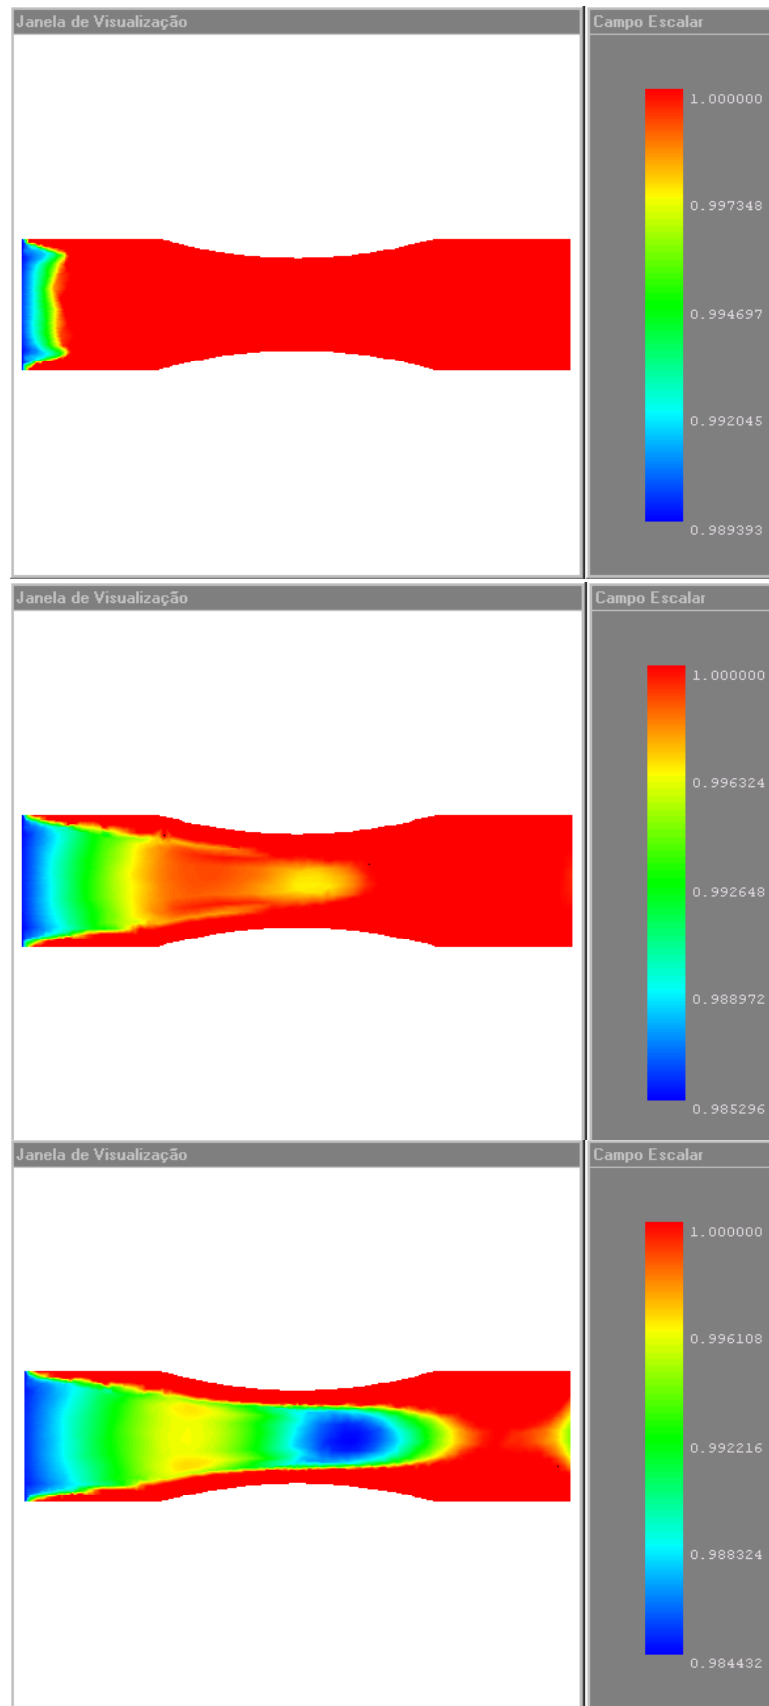 Janela de Visualização
Campo Escalar
1.000000
0.997348
0.994697
0.992045
0.989393
Janela de Visualização
Campo Escalar
1.000000
0.996324
0.992648
0.988972
0.985296
Janela de Visualização
Campo Escalar
1.000000
0.996108
0.992216
0.988324
0.984432